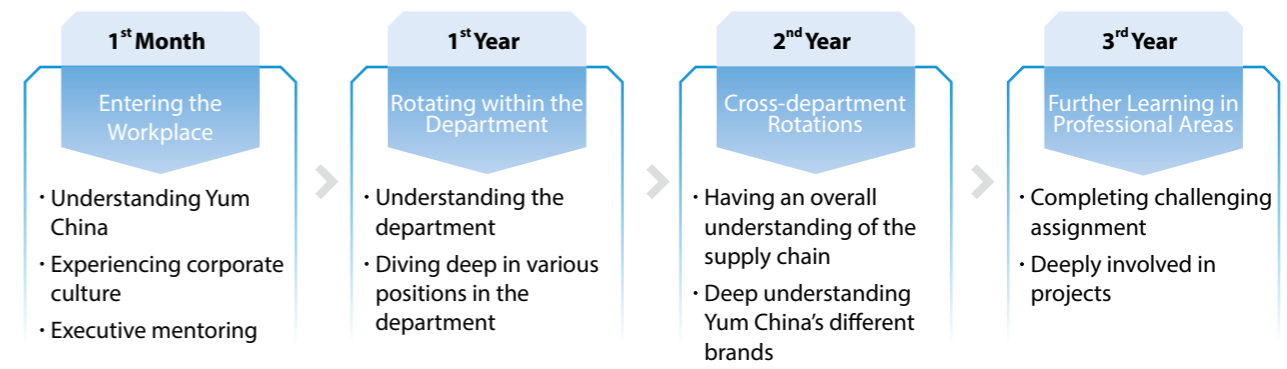 1st Month
Entering the
Workplace
· Understanding Yum
China
· Experiencing corporate
culture
· Executive mentoring
1st Year
Rotating within the
Department
· Understanding the
department
· Diving deep in various
positions in the
department
2nd Year
Cross-department
Rotations
· Having an overall
understanding of the
supply chain
· Deep understanding
Yum China’s different
brands
3rd Year
Further Learning in
Professional Areas
· Completing challenging
assignment
· Deeply involved in
projects